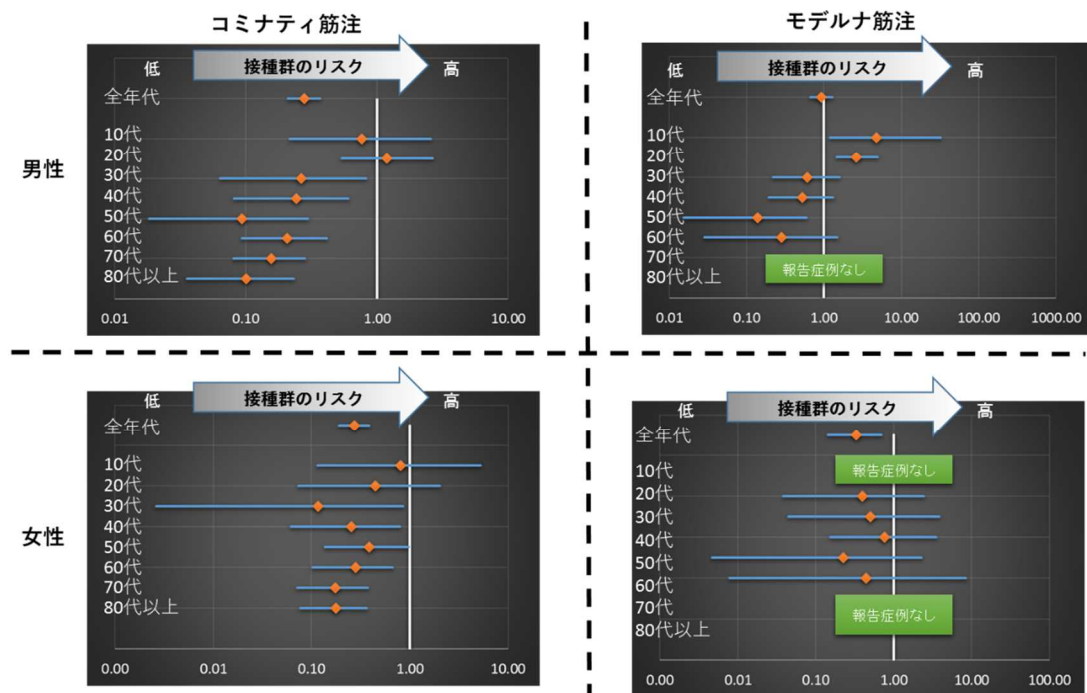 コミナティ筋注
モデルナ筋注
男性
低
接種群のリスク
高
全年代
10代
20代
30代
40代
50代
60代
70代
80代以上
0.01
0.10
1.00
10.00
低
接種群のリスク
高
全年代
10代
20代
30代
40代
50代
60代
70代
80代以上
報告症例なし
0.01
0.10
1.00
10.00
100.00
1000.00
女性
低
接種群のリスク
高
全年代
10代
20代
30代
40代
50代
60代
70代
80代以上
0.00
0.01
0.10
1.00
10.00
低
接種群のリスク
高
全年代
10代
報告症例なし
20代
30代
40代
50代
60代
70代
80代以上
報告症例なし
0.00
0.01
0.10
1.00
10.00
100.00